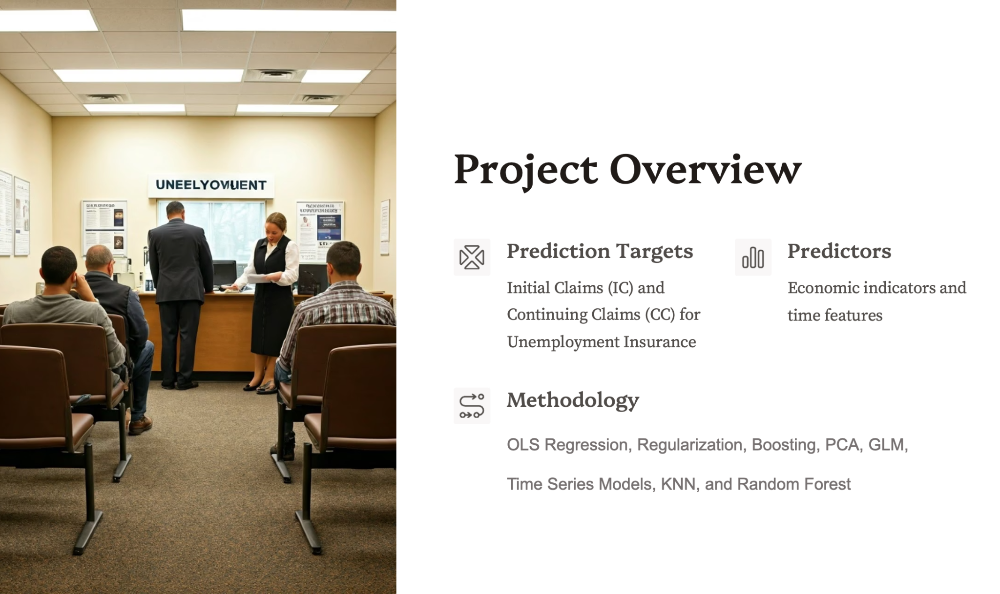 UNEELYOWUENT
Project Overview
Prediction Targets
Initial Claims (IC) and
Continuing Claims (CC) for
Unemployment Insurance
Predictors
Economic indicators and
time features
Methodology
OLS Regression, Regularization, Boosting, PCA, GLM,
Time Series Models, KNN, and Random Forest